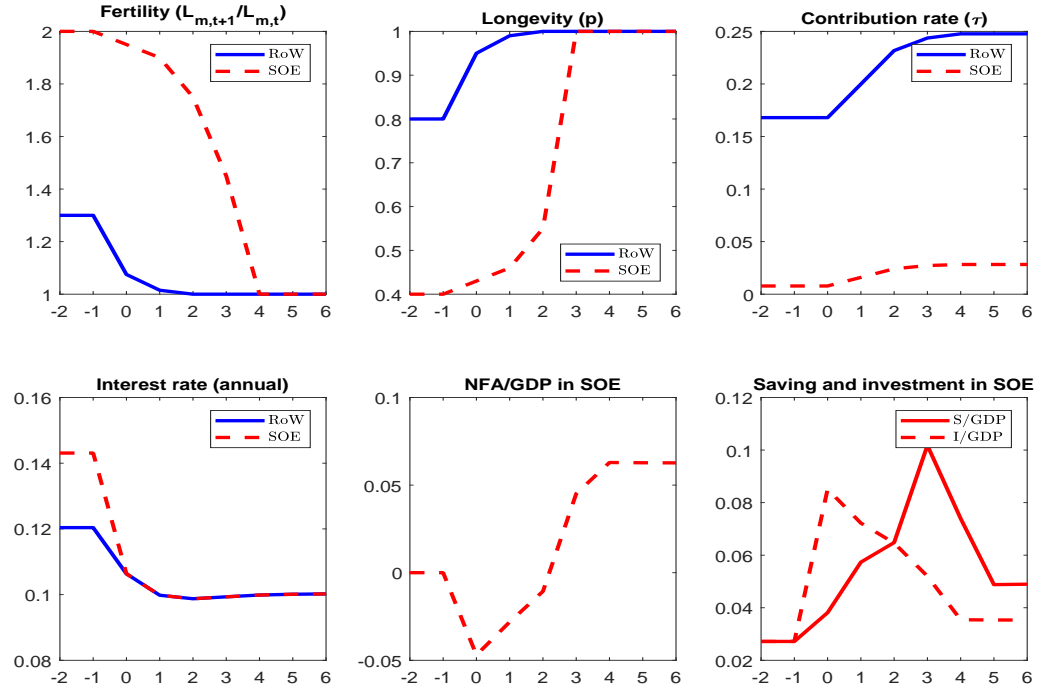 Fertility (L_{m,t+1}/L_{m,t})
2
1.8
1.6
1.4
1.2
1
-2 -1 0 1 2 3 4 5 6
RoW
SOE
Longevity (p)
1
0.9
0.8
0.7
0.6
0.5
0.4
-2 -1 0 1 2 3 4 5 6
RoW
SOE
Contribution rate (τ)
0.25
0.2
0.15
0.1
0.05
0
-2 -1 0 1 2 3 4 5 6
RoW
SOE
Interest rate (annual)
0.16
0.14
0.12
0.1
0.08
-2 -1 0 1 2 3 4 5 6
RoW
SOE
NFA/GDP in SOE
0.1
0.05
0
-0.05
-2 -1 0 1 2 3 4 5 6
Saving and investment in SOE
0.12
0.1
0.08
0.06
0.04
0.02
-2 -1 0 1 2 3 4 5 6
S/GDP
I/GDP